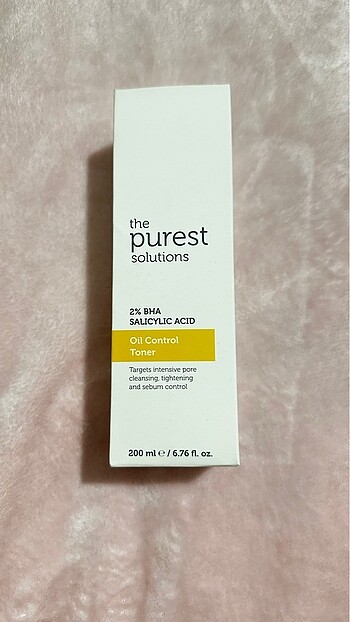 the
purest
solutions
2% BHA
SALICYLIC ACID
Oil Control
Toner
Targets intensive pore
cleansing, tightening
and sebum control
200 ml ℮ / 6.76 fl. oz.